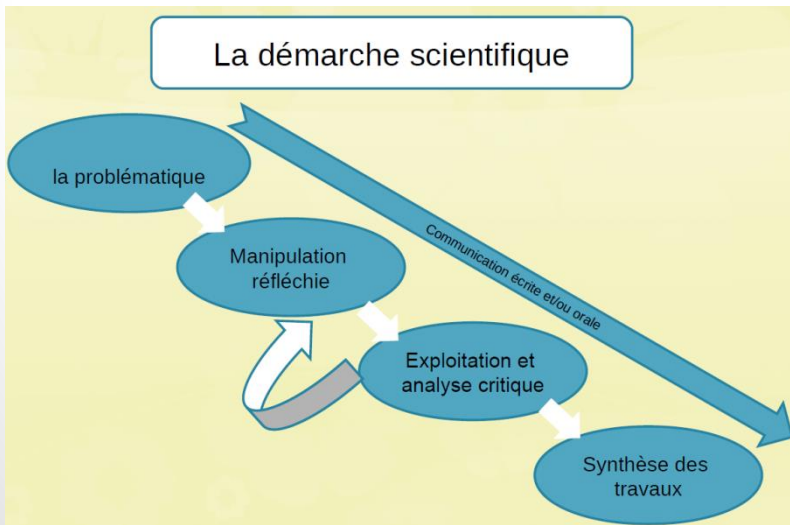 La démarche scientifique
la problématique
Manipulation
réfléchie
Communication écrite et/ou orale
Exploitation et
analyse critique
Synthèse des
travaux